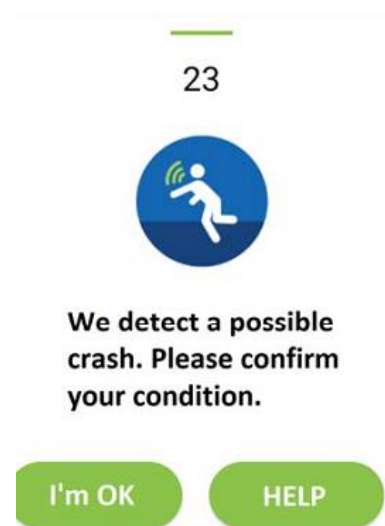 23
We detect a possible
crash. Please confirm
your condition.
I'm OK HELP